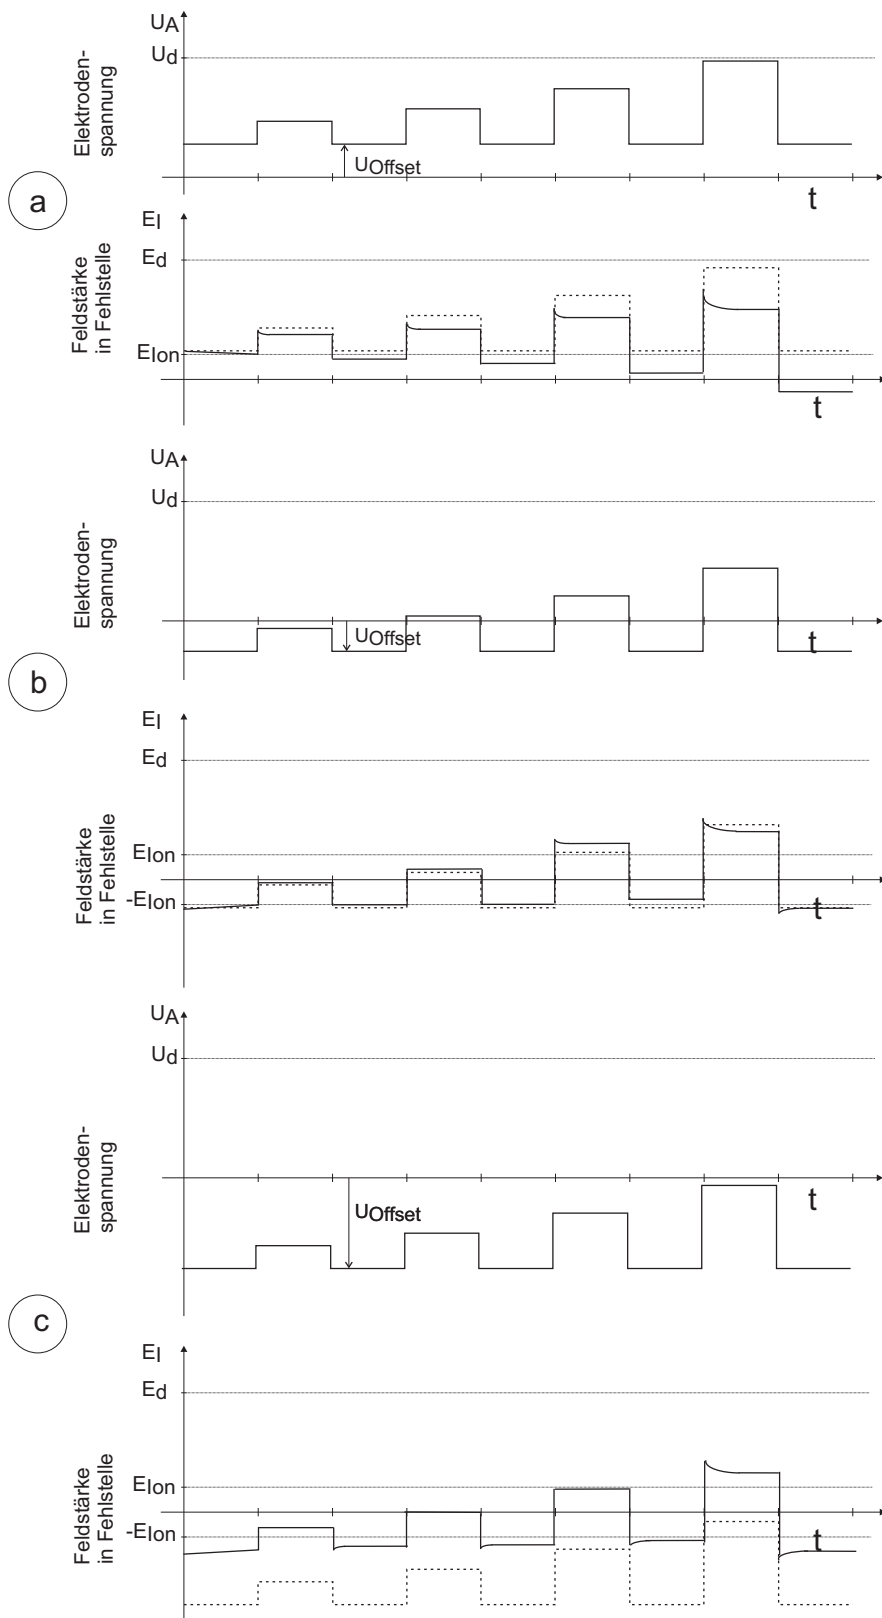 UA
Ud
Elektroden-
spannung
UOffset
t
a
EI
Ed
Feldstärke
in Fehlstelle
EIon
t
UA
Ud
Elektroden-
spannung
UOffset
t
b
EI
Ed
Feldstärke
in Fehlstelle
EIon
-EIon
t
UA
Ud
Elektroden-
spannung
UOffset
t
c
EI
Ed
Feldstärke
in Fehlstelle
EIon
-EIon
t